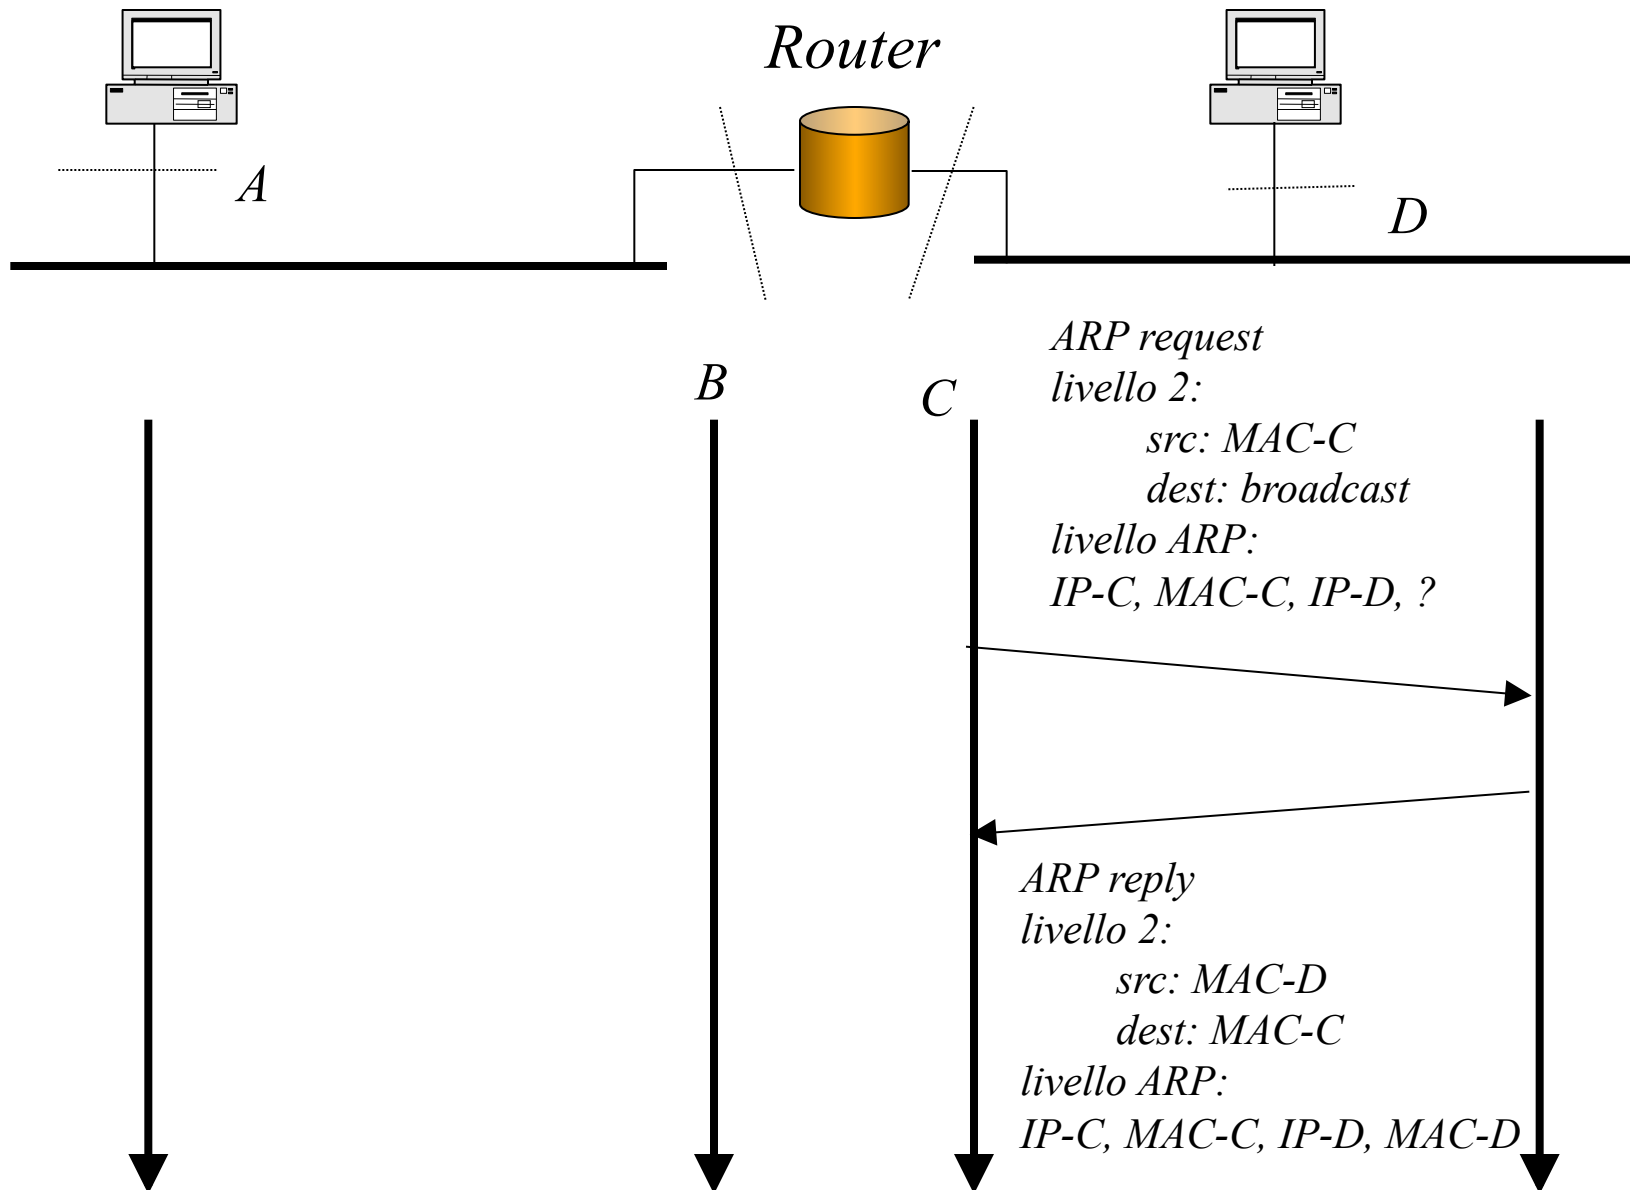 Router
A
D
B
C
ARP request
livello 2:
src: MAC-C
dest: broadcast
livello ARP:
IP-C, MAC-C, IP-D, ?
ARP reply
livello 2:
src: MAC-D
dest: MAC-C
livello ARP:
IP-C, MAC-C, IP-D, MAC-D